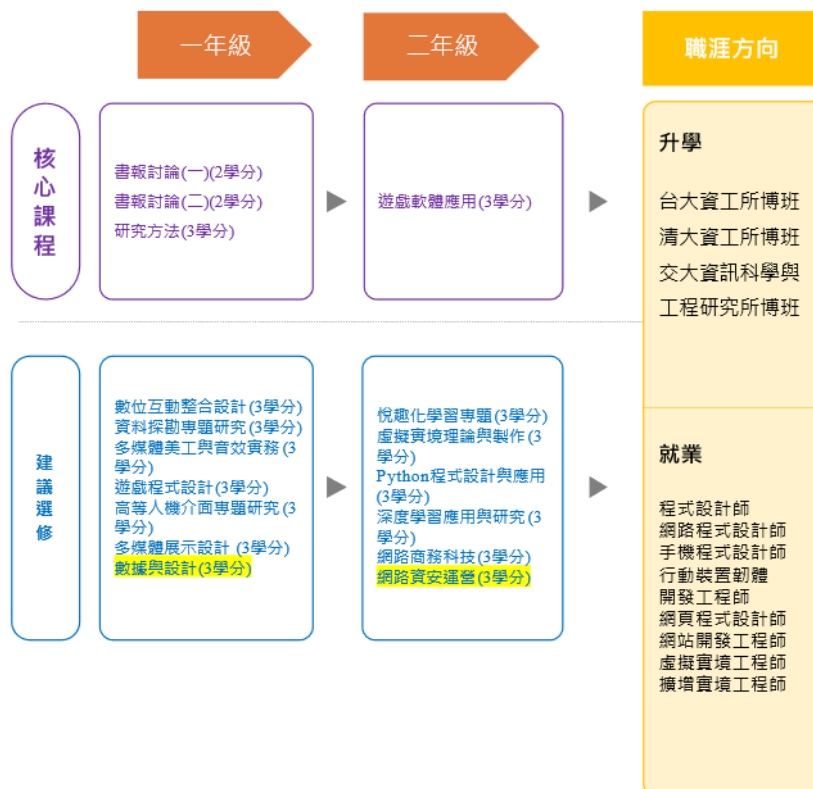 一年級
二年級
職涯方向
核
心
課
程
書報討論(一)(2學分)
書報討論(二)(2學分)
研究方法(3學分)
遊戲軟體應用(3學分)
升學
台大資工所博班
清大資工所博班
交大資訊科學與
工程研究所博班
建
議
選
修
數位互動整合設計(3學分)
資料探勘專題研究(3學分)
多媒體美工與音效實務(3
學分)
遊戲程式設計(3學分)
高等人機介面專題研究(3
學分)
多媒體展示設計 (3學分)
數據與設計(3學分)
悅趣化學習專題(3學分)
虛擬實境理論與製作(3
學分)
Python程式設計與應用
(3學分)
深度學習應用與研究(3
學分)
網路商務科技(3學分)
網路資安運營(3學分)
就業
程式設計師
網路程式設計師
手機程式設計師
行動裝置韌體
開發工程師
網頁程式設計師
網站開發工程師
虛擬實境工程師
擴增實境工程師